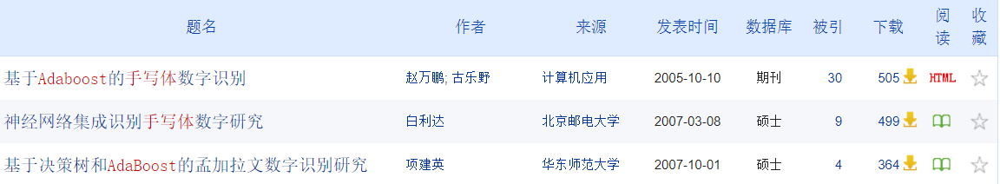 题名 作者 来源 发表时间 数据库 被引 下载 阅读 收藏
基于Adaboost的手写体数字识别 赵万鹏; 古乐野 计算机应用 2005-10-10 期刊 30 505 HTML
神经网络集成识别手写体数字研究 白利达 北京邮电大学 2007-03-08 硕士 9 499
基于决策树和AdaBoost的孟加拉文数字识别研究 项建英 华东师范大学 2007-10-01 硕士 4 364